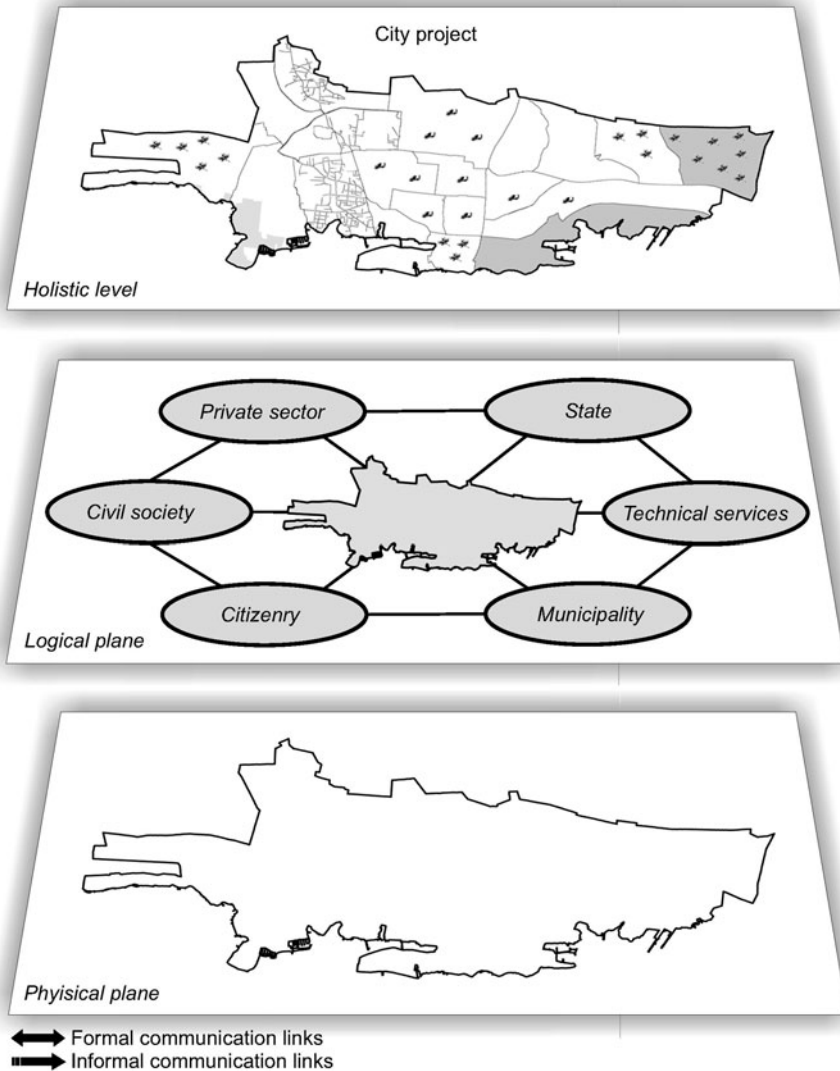 City project
Holistic level
Private sector
State
Civil society
Technical services
Citizenry
Municipality
Logical plane
Phyisical plane
Formal communication links
Informal communication links